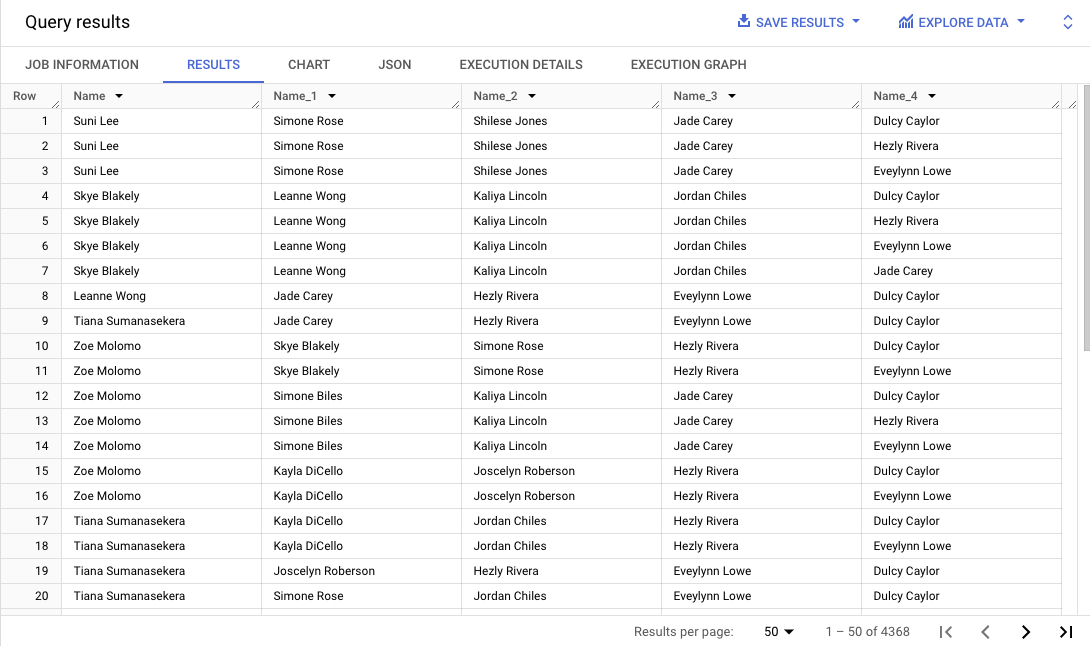 Query results SAVE RESULTS EXPLORE DATA
JOB INFORMATION RESULTS CHART JSON EXECUTION DETAILS EXECUTION GRAPH
Row Name Name_1 Name_2 Name_3 Name_4
1 Suni Lee Simone Rose Shilese Jones Jade Carey Dulcy Caylor
2 Suni Lee Simone Rose Shilese Jones Jade Carey Hezly Rivera
3 Suni Lee Simone Rose Shilese Jones Jade Carey Eveylynn Lowe
4 Skye Blakely Leanne Wong Kaliya Lincoln Jordan Chiles Dulcy Caylor
5 Skye Blakely Leanne Wong Kaliya Lincoln Jordan Chiles Hezly Rivera
6 Skye Blakely Leanne Wong Kaliya Lincoln Jordan Chiles Eveylynn Lowe
7 Skye Blakely Leanne Wong Kaliya Lincoln Jordan Chiles Jade Carey
8 Leanne Wong Jade Carey Hezly Rivera Eveylynn Lowe Dulcy Caylor
9 Tiana Sumanasekera Jade Carey Hezly Rivera Eveylynn Lowe Dulcy Caylor
10 Zoe Molomo Skye Blakely Simone Rose Hezly Rivera Dulcy Caylor
11 Zoe Molomo Skye Blakely Simone Rose Hezly Rivera Eveylynn Lowe
12 Zoe Molomo Simone Biles Kaliya Lincoln Jade Carey Dulcy Caylor
13 Zoe Molomo Simone Biles Kaliya Lincoln Jade Carey Hezly Rivera
14 Zoe Molomo Simone Biles Kaliya Lincoln Jade Carey Eveylynn Lowe
15 Zoe Molomo Kayla DiCello Joscelyn Roberson Hezly Rivera Dulcy Caylor
16 Zoe Molomo Kayla DiCello Joscelyn Roberson Hezly Rivera Eveylynn Lowe
17 Tiana Sumanasekera Kayla DiCello Jordan Chiles Hezly Rivera Dulcy Caylor
18 Tiana Sumanasekera Kayla DiCello Jordan Chiles Hezly Rivera Eveylynn Lowe
19 Tiana Sumanasekera Joscelyn Roberson Hezly Rivera Eveylynn Lowe Dulcy Caylor
20 Tiana Sumanasekera Simone Rose Jordan Chiles Eveylynn Lowe Dulcy Caylor
Results per page: 50 1 – 50 of 4368